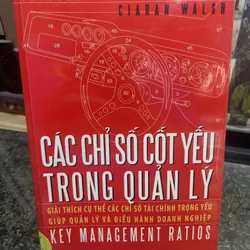 CIARAN WALSH
CÁC CHỈ SỐ CỐT YẾU
TRONG QUẢN LÝ
GIẢI THÍCH CỤ THỂ CÁC CHỈ SỐ TÀI CHÍNH TRỌNG YẾU
GIÚP QUẢN LÝ VÀ ĐIỀU HÀNH DOANH NGHIỆP
KEY MANAGEMENT RATIOS